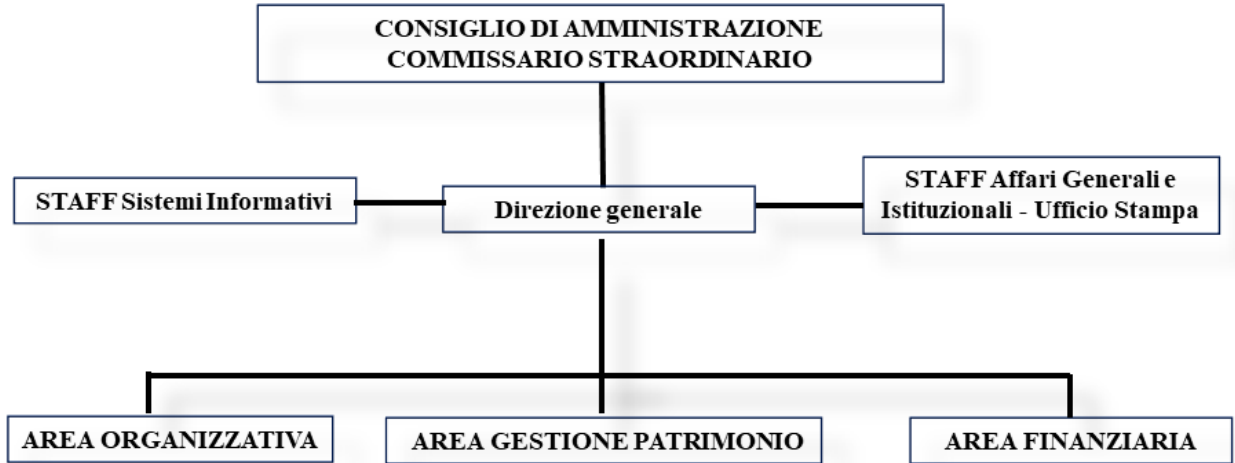 CONSIGLIO DI AMMINISTRAZIONE
COMMISSARIO STRAORDINARIO
STAFF Sistemi Informativi
Direzione generale
STAFF Affari Generali e
Istituzionali - Ufficio Stampa
AREA ORGANIZZATIVA
AREA GESTIONE PATRIMONIO
AREA FINANZIARIA